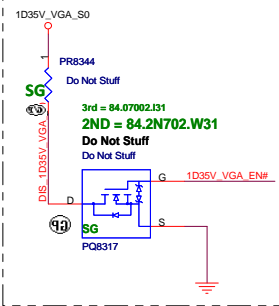 1D35V_VGA_S0
1
PR8344
Do Not Stuff
SG
3rd = 84.07002.I31
2ND = 84.2N702.W31
Do Not Stuff
Do Not Stuff
DIS_1D35V_VGA
G
1D35V_VGA_EN#
D
S
SG
GP
PQ8317